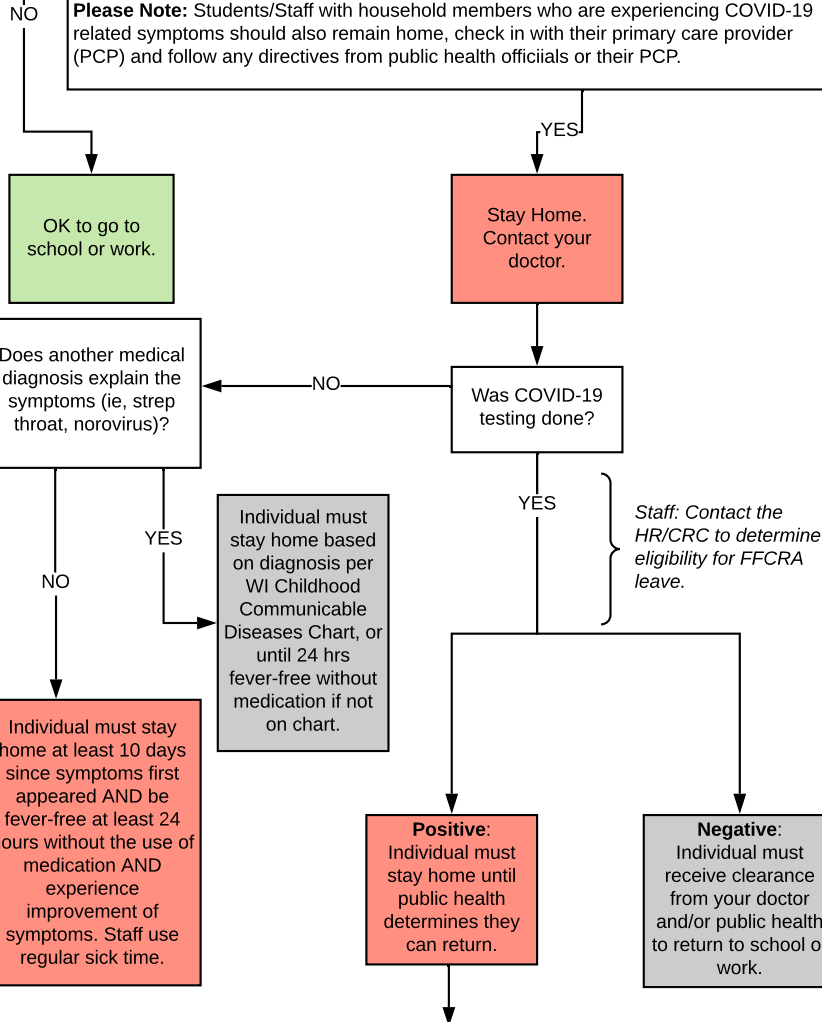 NO
Please Note: Students/Staff with household members who are experiencing COVID-19
related symptoms should also remain home, check in with their primary care provider
(PCP) and follow any directives from public health officiials or their PCP.
YES
OK to go to
school or work.
Stay Home.
Contact your
doctor.
Does another medical
diagnosis explain the
symptoms (ie, strep
throat, norovirus)?
NO
Was COVID-19
testing done?
YES
Staff: Contact the
HR/CRC to determine
eligibility for FFCRA
leave.
YES
NO
Individual must
stay home based
on diagnosis per
WI Childhood
Communicable
Diseases Chart, or
until 24 hrs
fever-free without
medication if not
on chart.
Individual must stay
home at least 10 days
since symptoms first
appeared AND be
fever-free at least 24
ours without the use of
medication AND
experience
improvement of
symptoms. Staff use
regular sick time.
Positive:
Individual must
stay home until
public health
determines they
can return.
Negative:
Individual must
receive clearance
from your doctor
and/or public health
to return to school o
work.